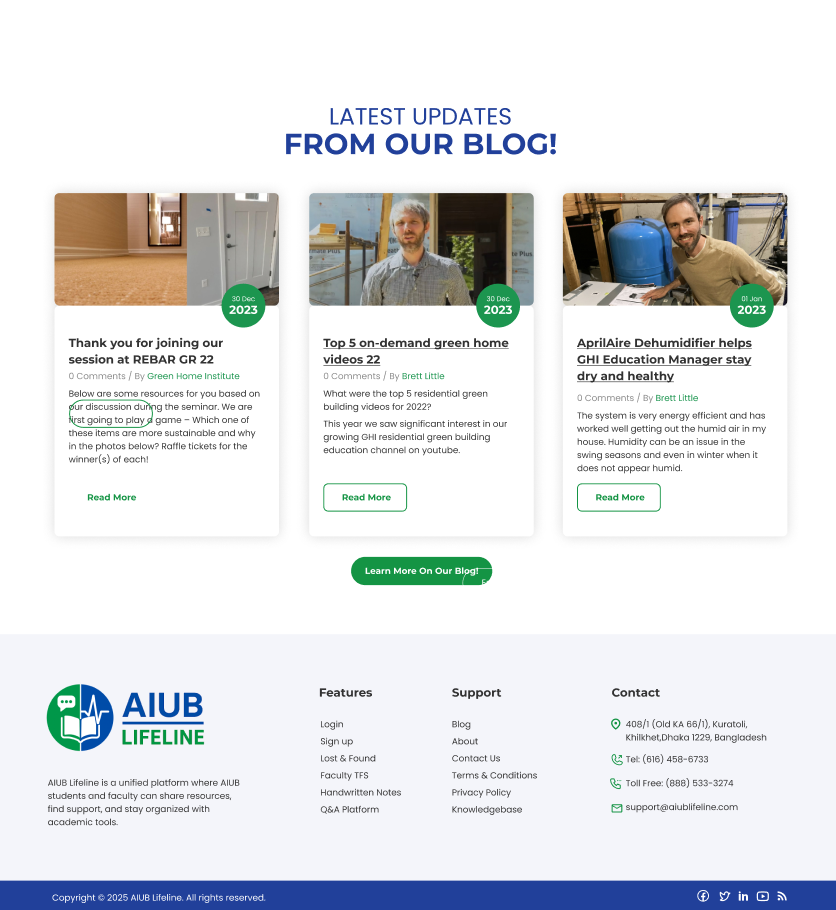 LATEST UPDATES
FROM OUR BLOG!
30 Dec
2023
Thank you for joining our
session at REBAR GR 22
0 Comments / By Green Home Institute
Below are some resources for you based on
our discussion during the seminar. We are
first going to play a game – Which one of
these items are more sustainable and why
in the photos below? Raffle tickets for the
winner(s) of each!
Read More
30 Dec
2023
Top 5 on-demand green home
videos 22
0 Comments / By Brett Little
What were the top 5 residential green
building videos for 2022?
This year we saw significant interest in our
growing GHI residential green building
education channel on youtube.
Read More
01 Jan
2023
AprilAire Dehumidifier helps
GHI Education Manager stay
dry and healthy
0 Comments / By Brett Little
The system is very energy efficient and has
worked well getting out the humid air in my
house. Humidity can be an issue in the
swing seasons and even in winter when it
does not appear humid.
Read More
Learn More On Our Blog!
AIUB
LIFELINE
AIUB Lifeline is a unified platform where AIUB
students and faculty can share resources,
find support, and stay organized with
academic tools.
Features
Login
Sign up
Lost & Found
Faculty TFS
Handwritten Notes
Q&A Platform
Support
Blog
About
Contact Us
Terms & Conditions
Privacy Policy
Knowledgebase
Contact
408/1 (Old KA 66/1), Kuratoli,
Khilkhet,Dhaka 1229, Bangladesh
Tel: (616) 458-6733
Toll Free: (888) 533-3274
support@aiublifeline.com
Copyright © 2025 AIUB Lifeline. All rights reserved.